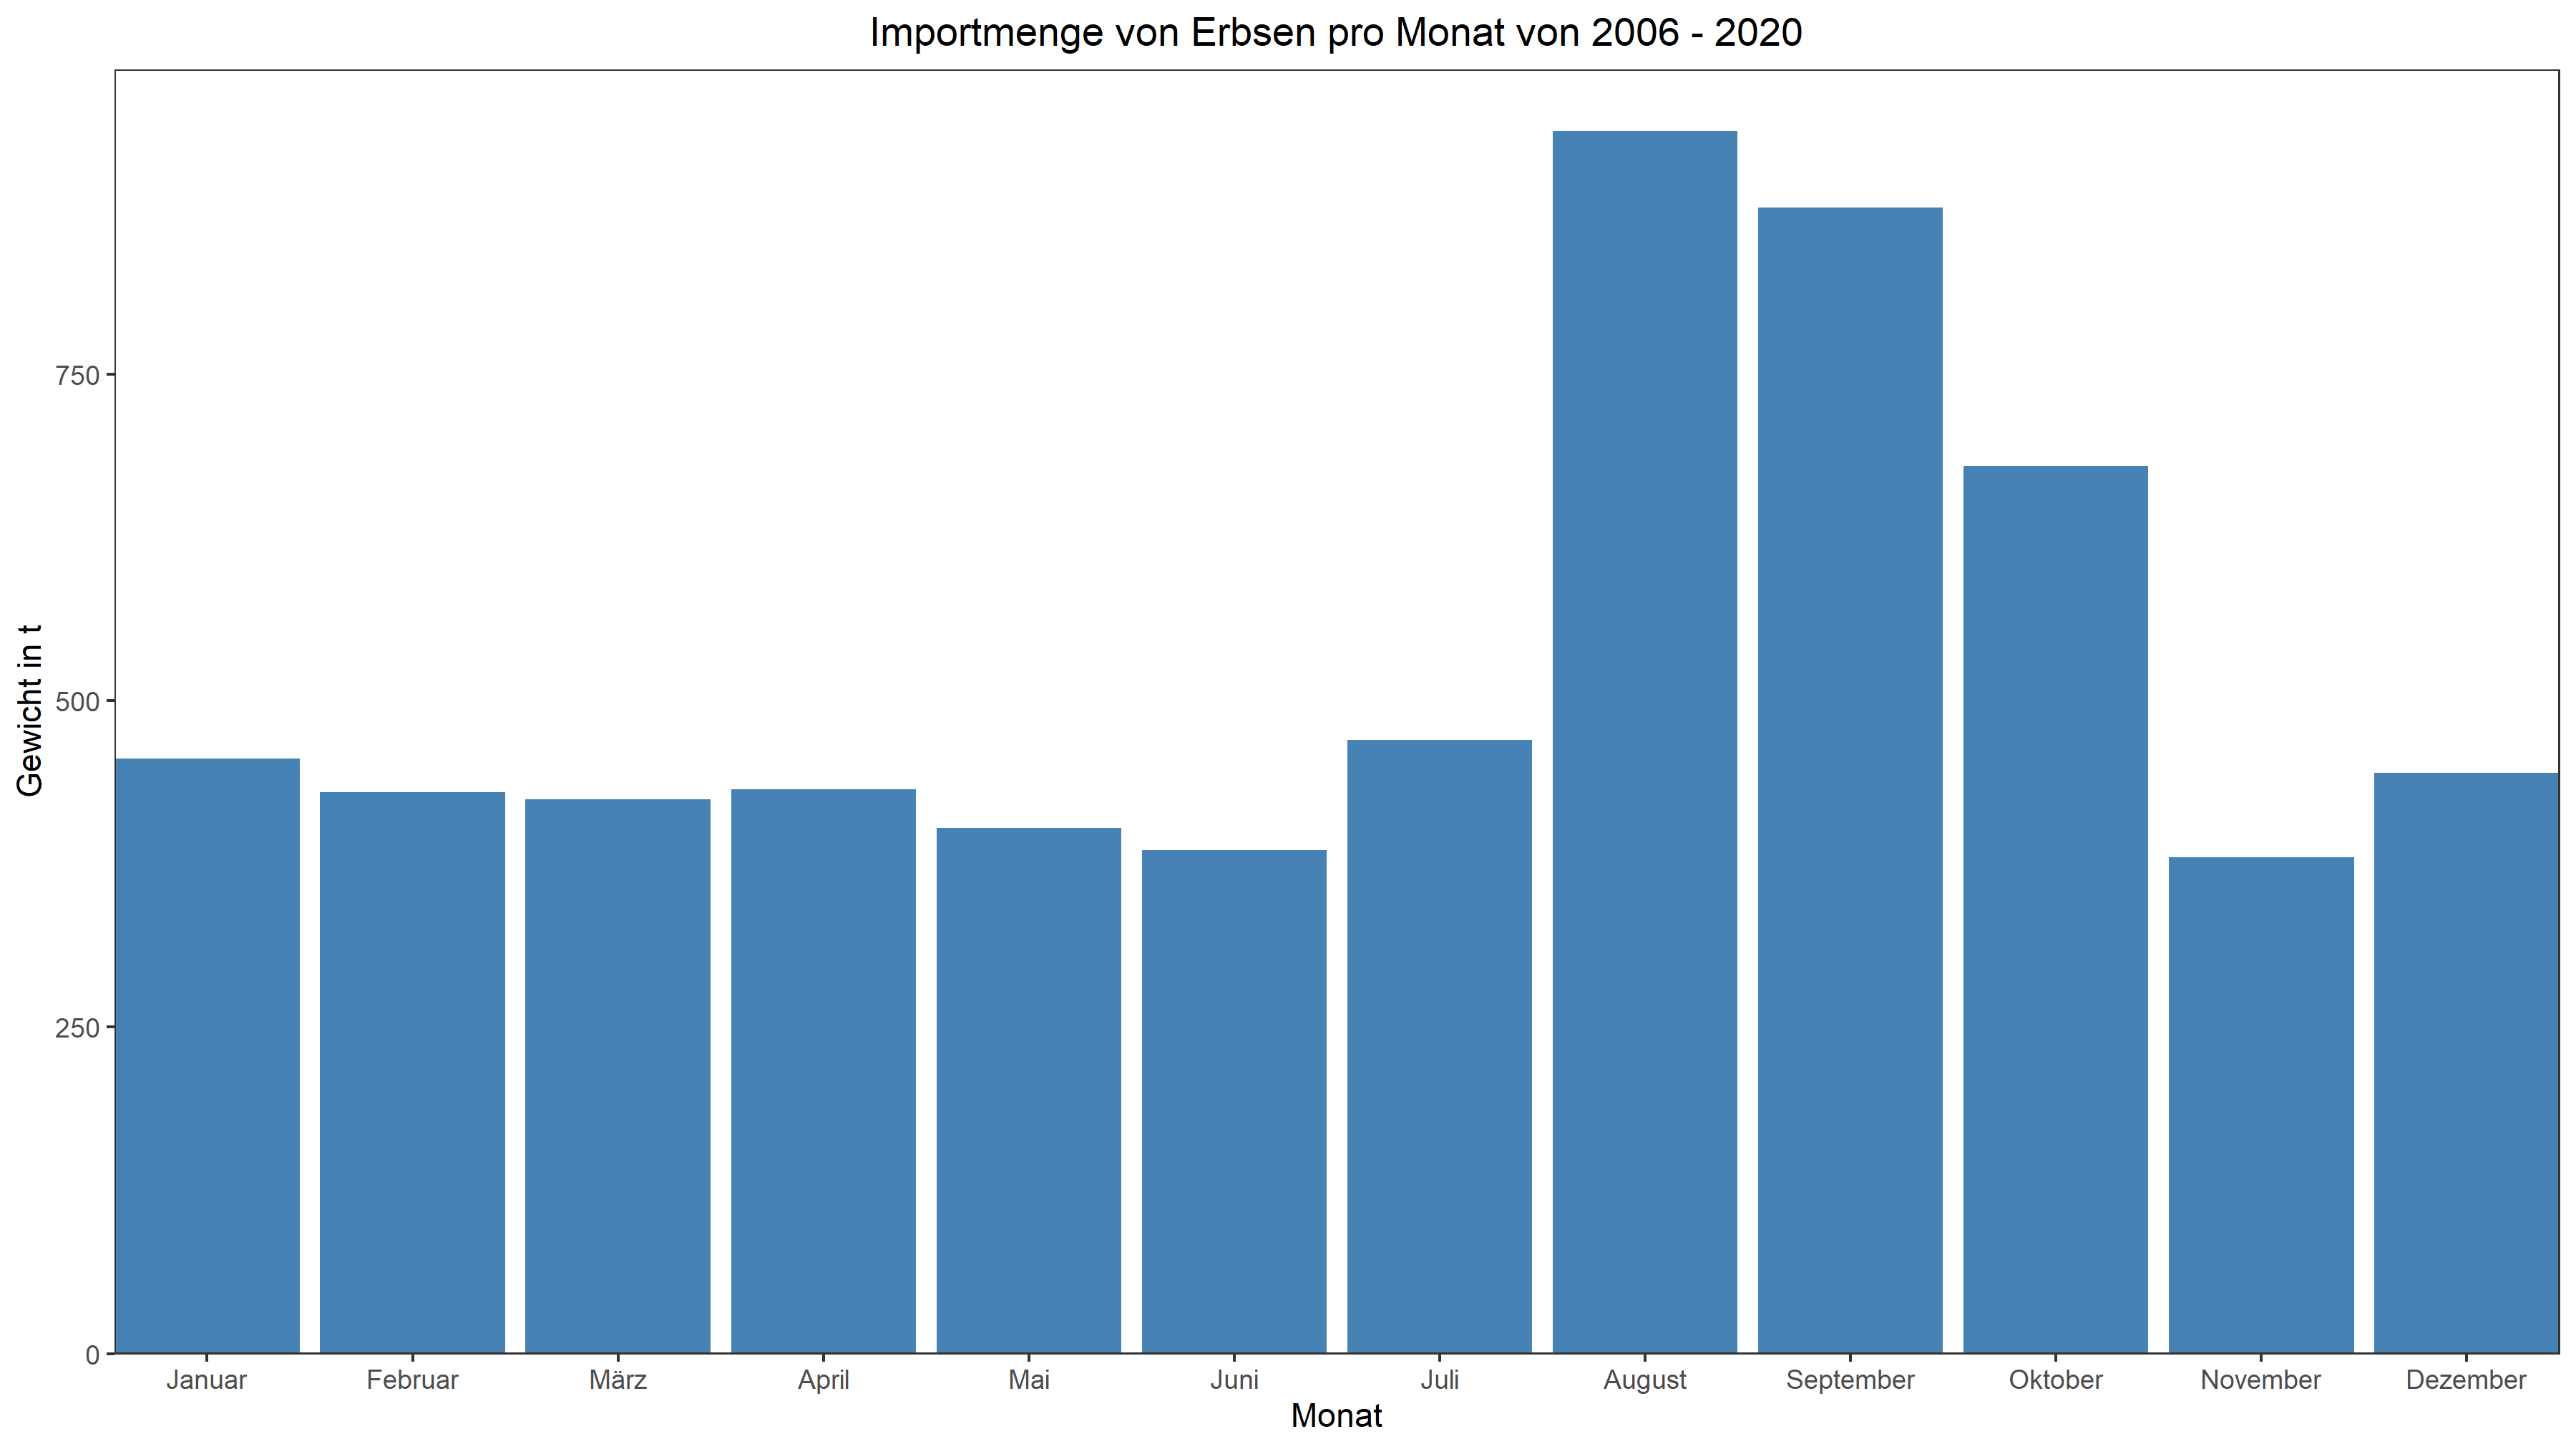 Importmenge von Erbsen pro Monat von 2006 - 2020
Gewicht in t
750
500
250
0
Januar Februar März April Mai Juni Juli August September Oktober November Dezember
Monat